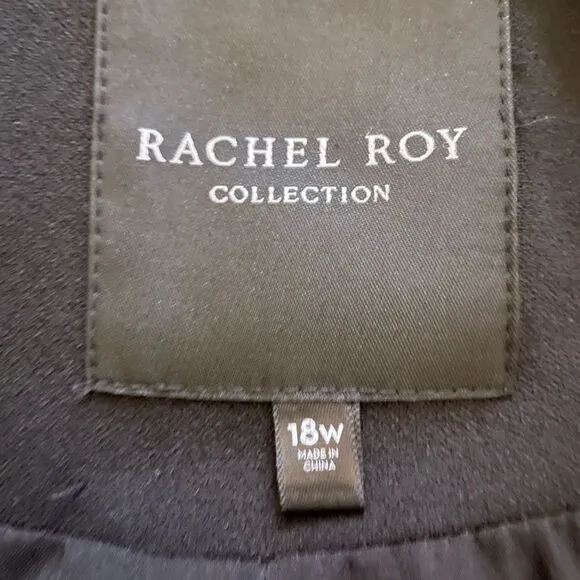 RACHEL ROY
COLLECTION
18W
MADE IN
CHINA